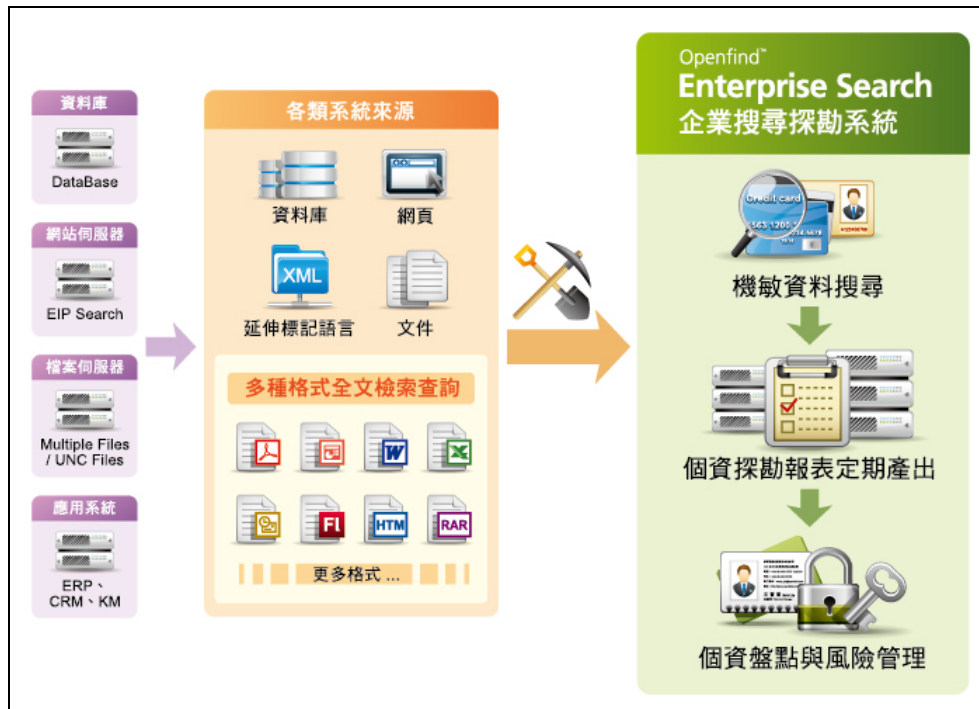 資料庫
DataBase
網站伺服器
EIP Search
檔案伺服器
Multiple Files
/ UNC Files
應用系統
ERP、
CRM、KM
各類系統來源
資料庫
網頁
XML
延伸標記語言
文件
多種格式全文檢索查詢
W
X
Fl
HTM
RAR
更多格式 ...
Openfind™
Enterprise Search
企業搜尋探勘系統
Credit card
機敏資料搜尋
個資探勘報表定期產出
個資盤點與風險管理